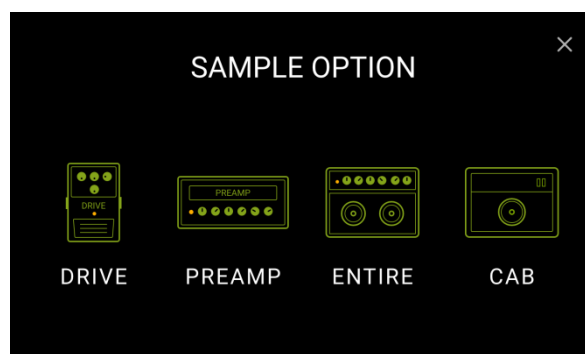 SAMPLE OPTION
DRIVE
PREAMP
DRIVE PREAMP ENTIRE CAB